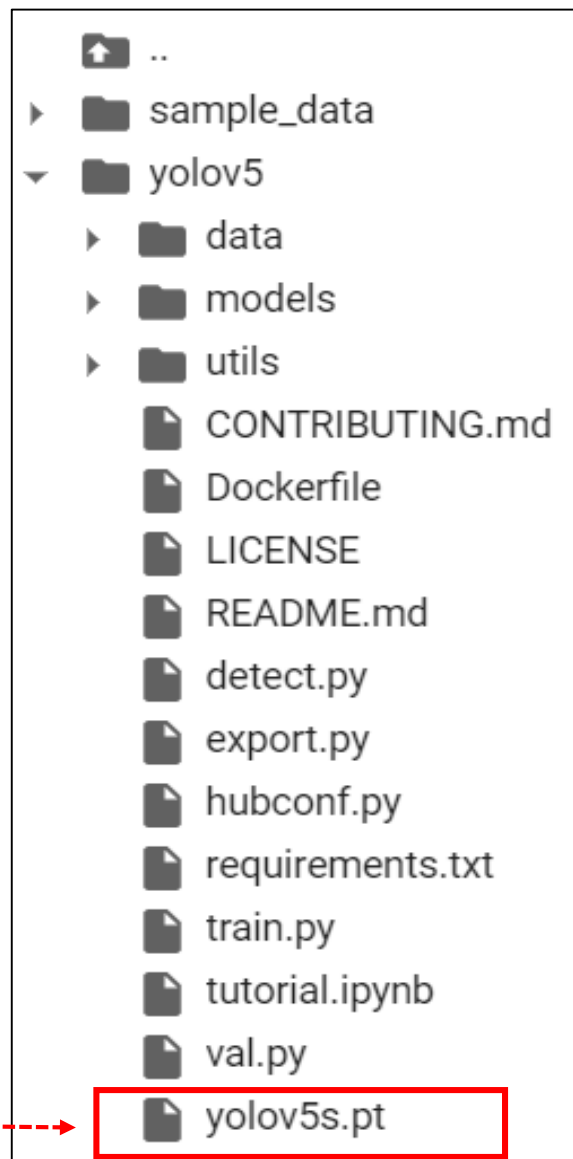 ..
sample_data
yolov5
data
models
utils
CONTRIBUTING.md
Dockerfile
LICENSE
README.md
detect.py
export.py
hubconf.py
requirements.txt
train.py
tutorial.ipynb
val.py
yolov5s.pt